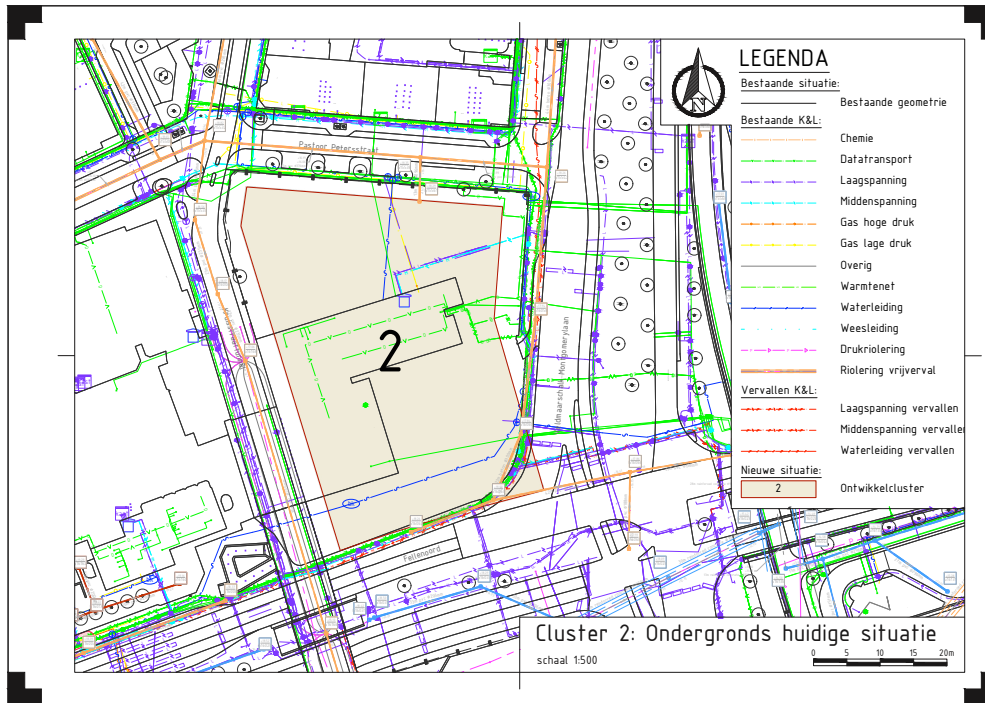 LEGENDA
Bestaande situatie:
Bestaande geometrie
Bestaande K&L:
Chemie
Datatransport
Laagspanning
Middenspanning
Gas hoge druk
Gas lage druk
Overig
Warmtenet
Waterleiding
Weesleiding
Drukriolering
Riolering vrijverval
Vervallen K&L:
Laagspanning vervallen
Middenspanning vervallen
Waterleiding vervallen
Nieuwe situatie:
2 Ontwikkelcluster
N
Pastoor Petersstraat
2
Fellenoord
Cluster 2: Ondergronds huidige situatie
schaal 1:500
0 5 10 15 20m